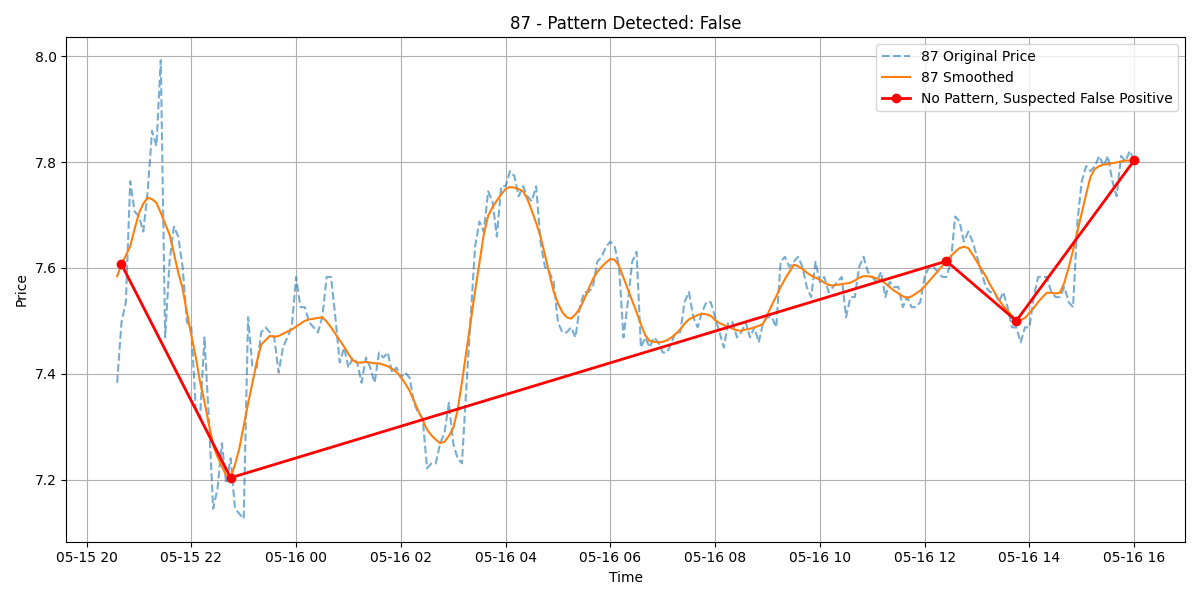 87 - Pattern Detected: False
87 Original Price
87 Smoothed
No Pattern, Suspected False Positive
Price
8.0
7.8
7.6
7.4
7.2
05-15 20 05-15 22 05-16 00 05-16 02 05-16 04 05-16 06 05-16 08 05-16 10 05-16 12 05-16 14 05-16 16
Time